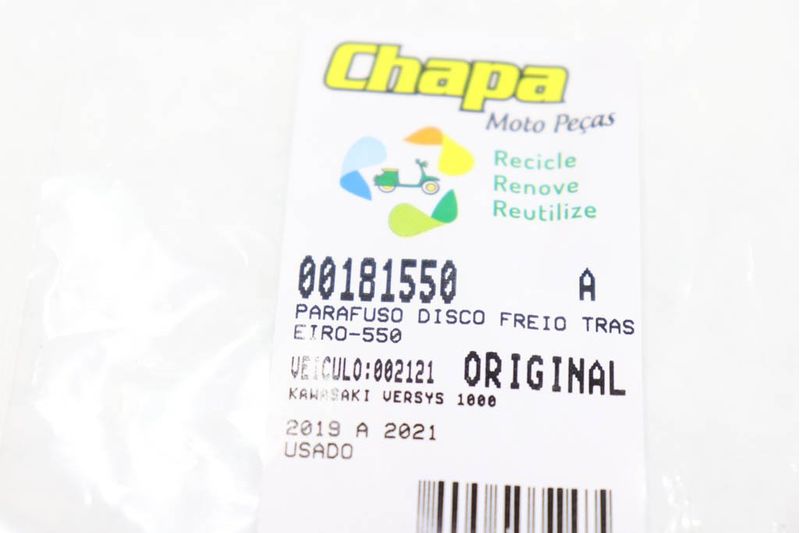 Chapa
Moto Peças
Recicle
Renove
Reutilize
00181550 A
PARAFUSO DISCO FREIO TRAS
EIRO-550
VEICULO:002121 ORIGINAL
KAWASAKI VERSYS 1000
2019 A 2021
USADO